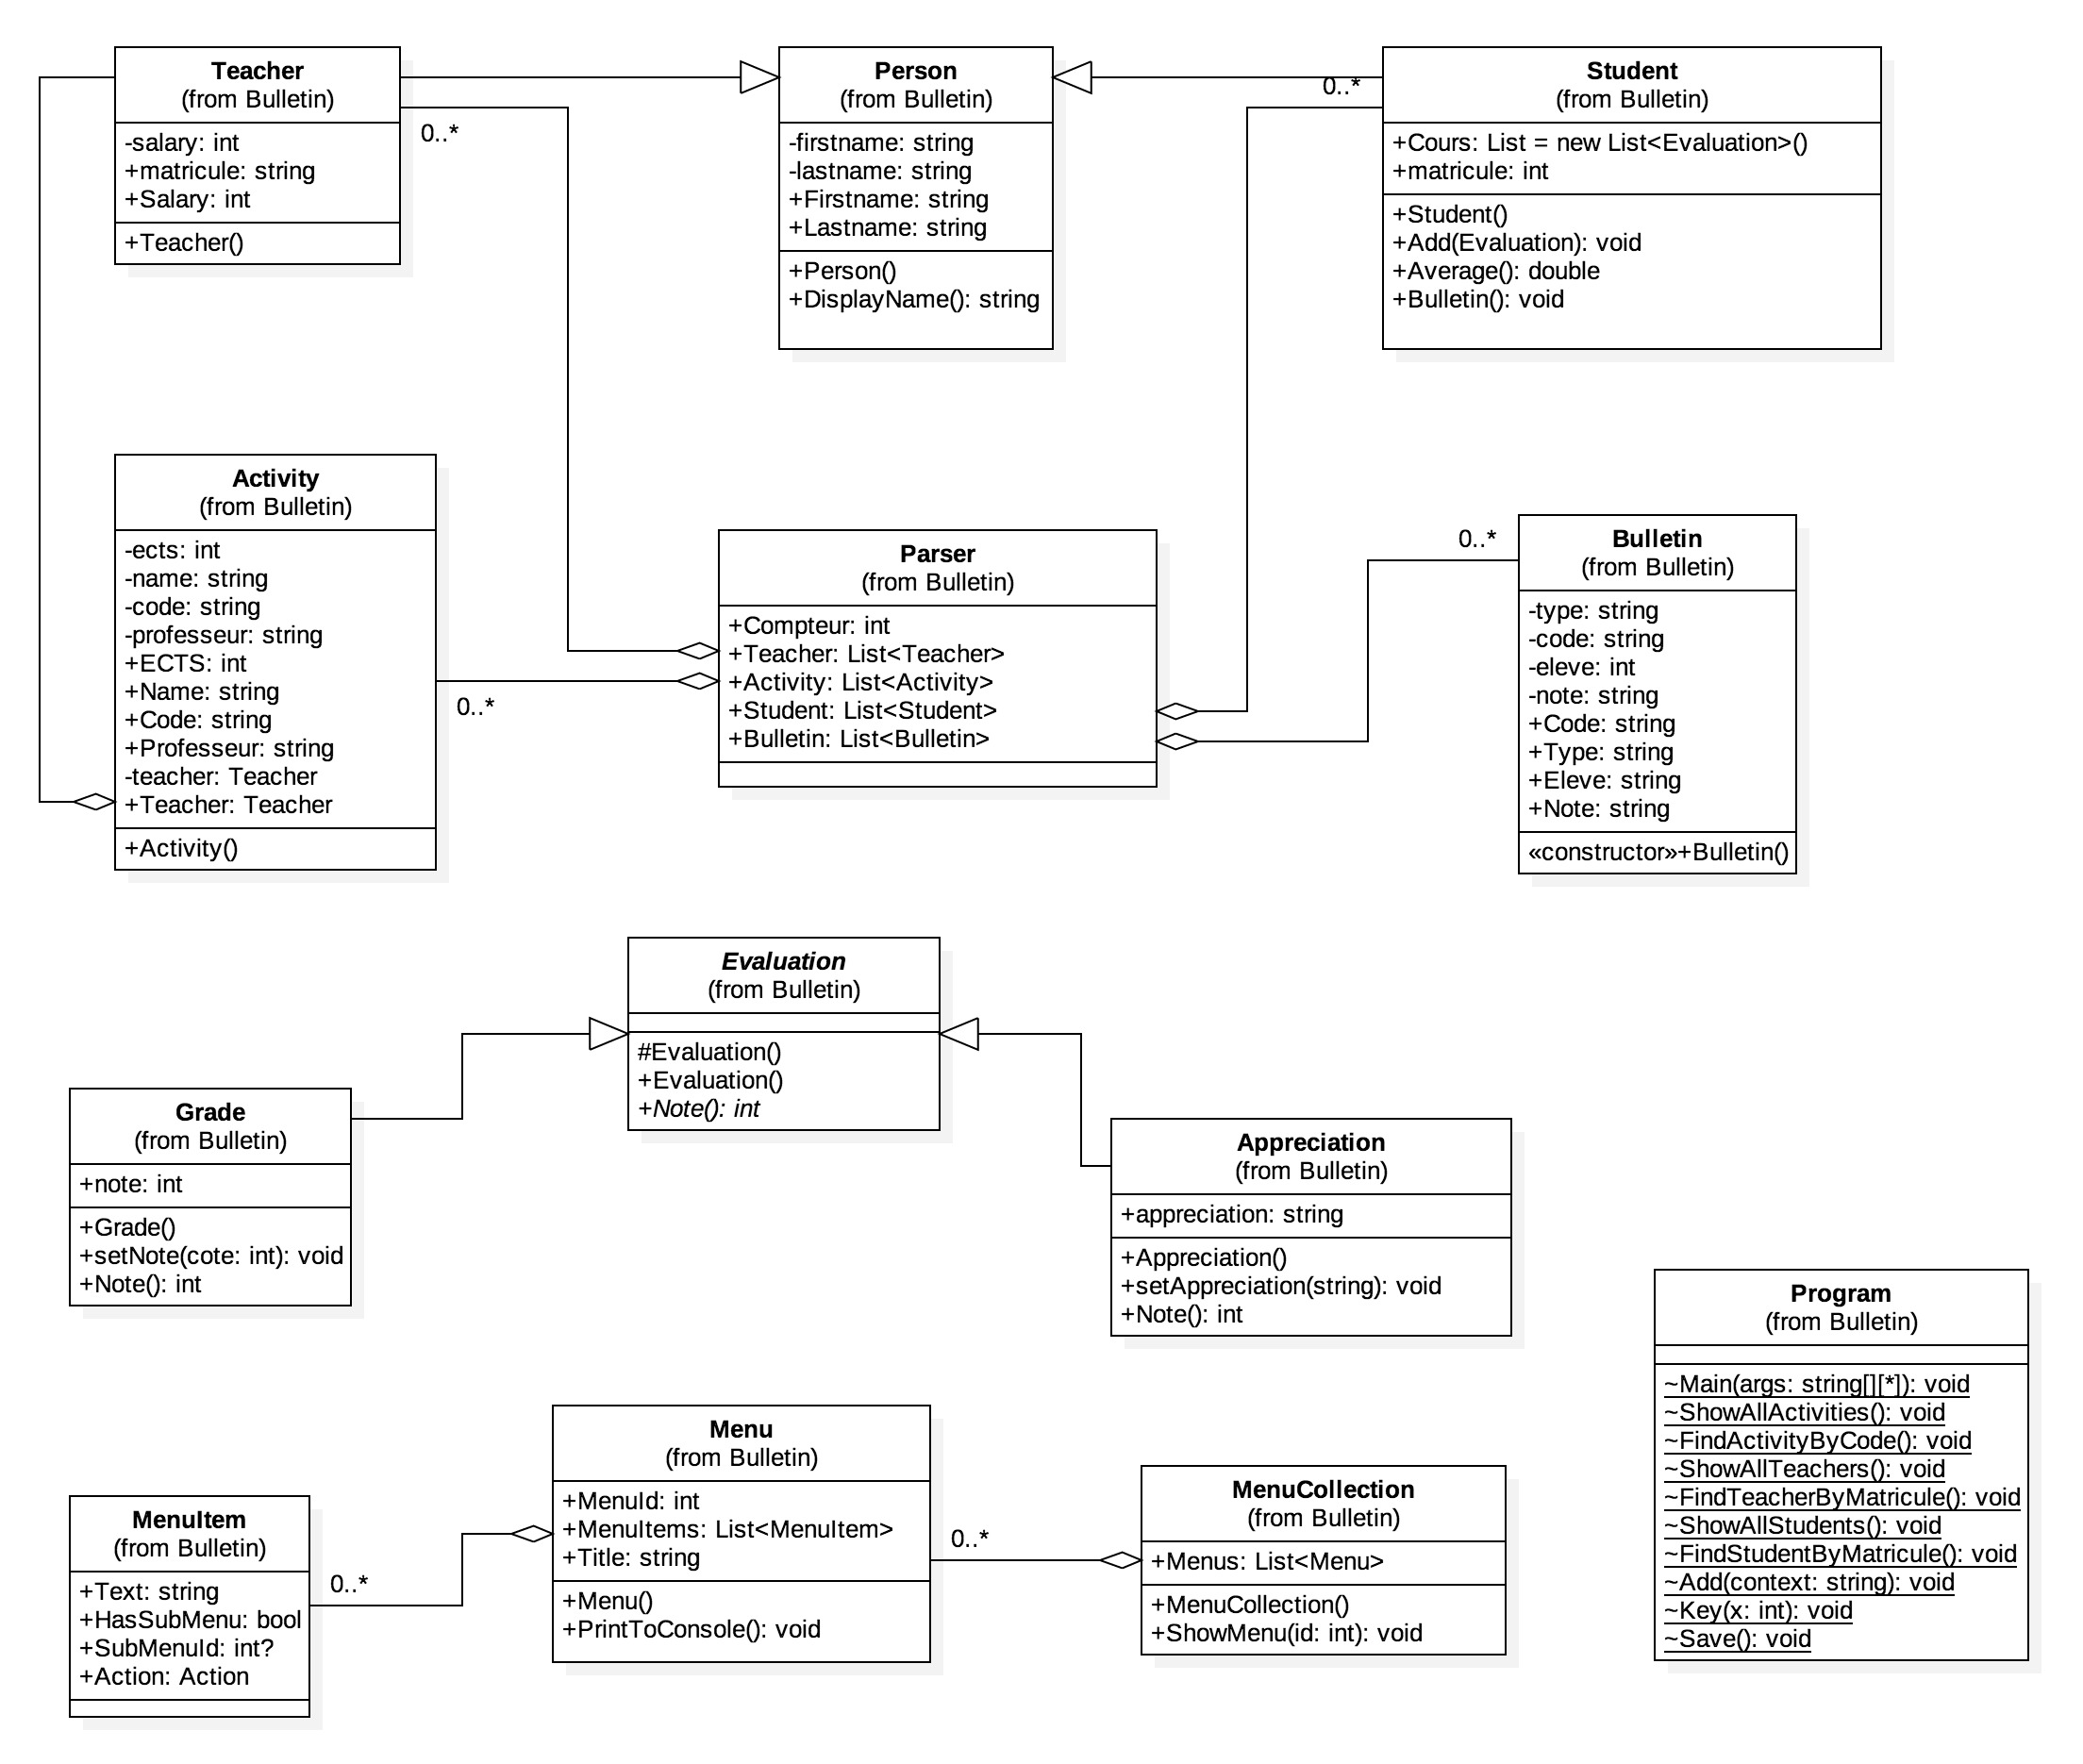 Teacher
(from Bulletin)
-salary: int
+matricule: string
+Salary: int
+Teacher()
0..*
Person
(from Bulletin)
-firstname: string
-lastname: string
+Firstname: string
+Lastname: string
+Person()
+DisplayName(): string
0..*
Student
(from Bulletin)
+Cours: List = new List<Evaluation>()
+matricule: int
+Student()
+Add(Evaluation): void
+Average(): double
+Bulletin(): void
Activity
(from Bulletin)
-ects: int
-name: string
-code: string
-professeur: string
+ECTS: int
+Name: string
+Code: string
+Professeur: string
-teacher: Teacher
+Teacher: Teacher
+Activity()
0..*
Parser
(from Bulletin)
+Compteur: int
+Teacher: List<Teacher>
+Activity: List<Activity>
+Student: List<Student>
+Bulletin: List<Bulletin>
0..*
Bulletin
(from Bulletin)
-type: string
-code: string
-eleve: int
-note: string
+Code: string
+Type: string
+Eleve: string
+Note: string
«constructor»+Bulletin()
Evaluation
(from Bulletin)
#Evaluation()
+Evaluation()
+Note(): int
Grade
(from Bulletin)
+note: int
+Grade()
+setNote(cote: int): void
+Note(): int
Appreciation
(from Bulletin)
+appreciation: string
+Appreciation()
+setAppreciation(string): void
+Note(): int
Program
(from Bulletin)
~Main(args: string[][*]): void
~ShowAllActivities(): void
~FindActivityByCode(): void
~ShowAllTeachers(): void
~FindTeacherByMatricule(): void
~ShowAllStudents(): void
~FindStudentByMatricule(): void
~Add(context: string): void
~Key(x: int): void
~Save(): void
MenuItem
(from Bulletin)
+Text: string
+HasSubMenu: bool
+SubMenuId: int?
+Action: Action
0..*
Menu
(from Bulletin)
+MenuId: int
+MenuItems: List<MenuItem>
+Title: string
+Menu()
+PrintToConsole(): void
0..*
MenuCollection
(from Bulletin)
+Menus: List<Menu>
+MenuCollection()
+ShowMenu(id: int): void